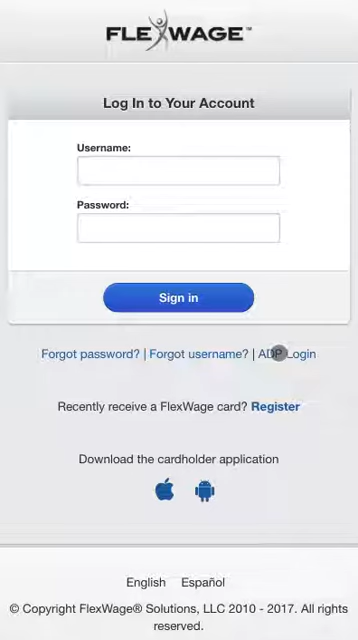 FLEXWAGE™
Log In to Your Account
Username:
Password:
Sign in
Forgot password? | Forgot username? | ADP Login
Recently receive a FlexWage card? Register
Download the cardholder application
English Español
© Copyright FlexWage® Solutions, LLC 2010 - 2017. All rights
reserved.